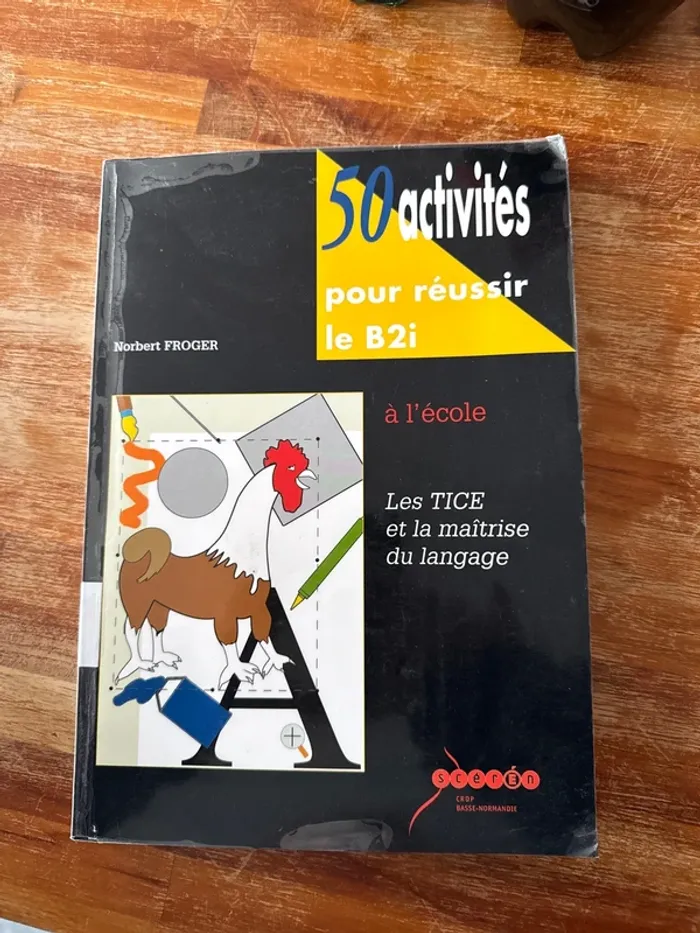 50 activités
pour réussir
le B2i
Norbert FROGER
à l'école
Les TICE
et la maîtrise
du langage
A
scérÉn
CRDP
BASSE-NORMANDIE